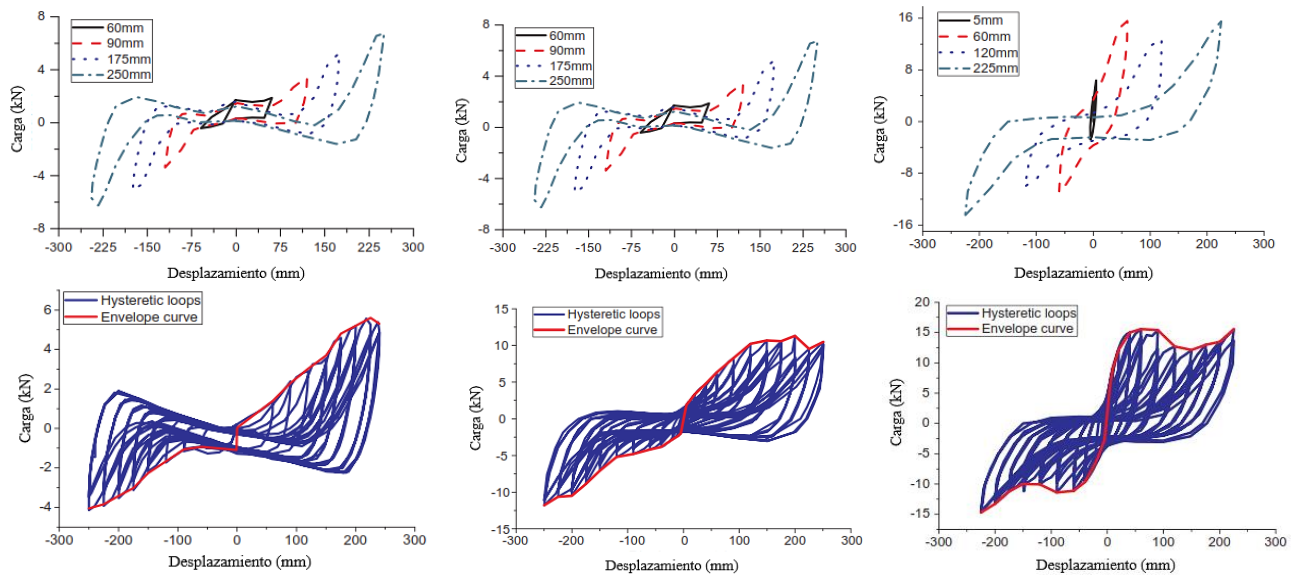 8
4
0
-4
-8
Carga (kN)
60mm
90mm
175mm
250mm
-300
-225
-150
-75
0
75
150
225
300
Desplazamiento (mm)
8
4
0
-4
-8
Carga (kN)
60mm
90mm
175mm
250mm
-300
-225
-150
-75
0
75
150
225
300
Desplazamiento (mm)
16
8
0
-8
-16
Carga (kN)
5mm
60mm
120mm
225mm
-300
-200
-100
0
100
200
300
Desplazamiento (mm)
6
4
2
0
-2
-4
Carga (kN)
Hysteretic loops
Envelope curve
-200
-100
0
100
200
300
Desplazamiento (mm)
15
10
5
0
-5
-10
-15
Carga (kN)
Hysteretic loops
Envelope curve
-300
-200
-100
0
100
200
300
Desplazamiento (mm)
20
15
10
5
0
-5
-10
-15
Carga (kN)
Hysteretic loops
Envelope curve
-300
-200
-100
0
100
200
300
Desplazamiento (mm)